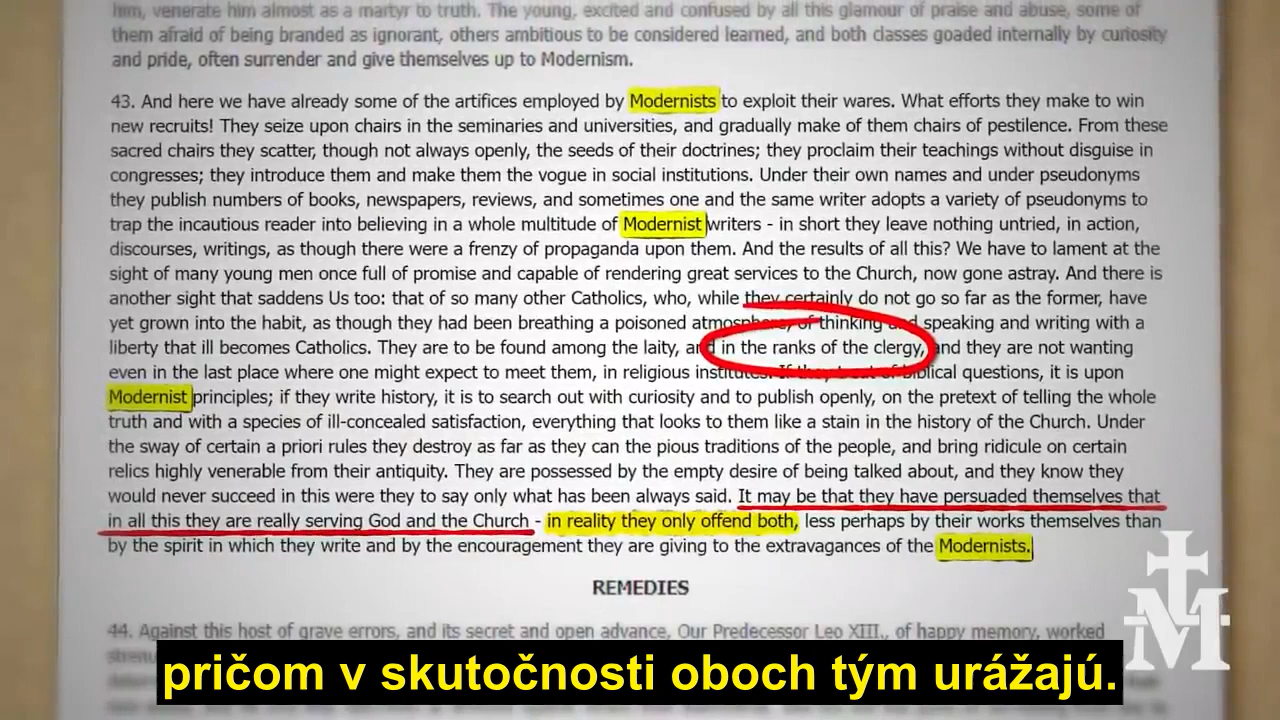 him, venerate him almost as a martyr to truth. The young, excited and confused by all this glamour of praise and abuse, some of
them afraid of being branded as ignorant, others ambitious to be considered learned, and both classes goaded internally by curiosity
and pride, often surrender and give themselves up to Modernism.
43. And here we have already some of the artifices employed by Modernists to exploit their wares. What efforts they make to win
new recruits! They seize upon chairs in the seminaries and universities, and gradually make of them chairs of pestilence. From these
sacred chairs they scatter, though not always openly, the seeds of their doctrines; they proclaim their teachings without disguise in
congresses; they introduce them and make them the vogue in social institutions. Under their own names and under pseudonyms
they publish numbers of books, newspapers, reviews, and sometimes one and the same writer adopts a variety of pseudonyms to
trap the incautious reader into believing in a whole multitude of Modernist writers - in short they leave nothing untried, in action,
discourses, writings, as though there were a frenzy of propaganda upon them. And the results of all this? We have to lament at the
sight of many young men once full of promise and capable of rendering great services to the Church, now gone astray. And there is
another sight that saddens Us too: that of so many other Catholics, who, while they certainly do not go so far as the former, have
yet grown into the habit, as though they had been breathing a poisoned atmosphere, of thinking and speaking and writing with a
liberty that ill becomes Catholics. They are to be found among the laity, and in the ranks of the clergy, and they are not wanting
even in the last place where one might expect to meet them, in religious institutes. If they treat of biblical questions, it is upon
Modernist principles; if they write history, it is to search out with curiosity and to publish openly, on the pretext of telling the whole
truth and with a species of ill-concealed satisfaction, everything that looks to them like a stain in the history of the Church. Under
the sway of certain a priori rules they destroy as far as they can the pious traditions of the people, and bring ridicule on certain
relics highly venerable from their antiquity. They are possessed by the empty desire of being talked about, and they know they
would never succeed in this were they to say only what has been always said. It may be that they have persuaded themselves that
in all this they are really serving God and the Church - in reality they only offend both, less perhaps by their works themselves than
by the spirit in which they write and by the encouragement they are giving to the extravagances of the Modernists.
REMEDIES
44. Against this host of grave errors, and its secret and open advance, Our Predecessor Leo XIII., of happy memory, worked
pričom v skutočnosti oboch tým urážajú.